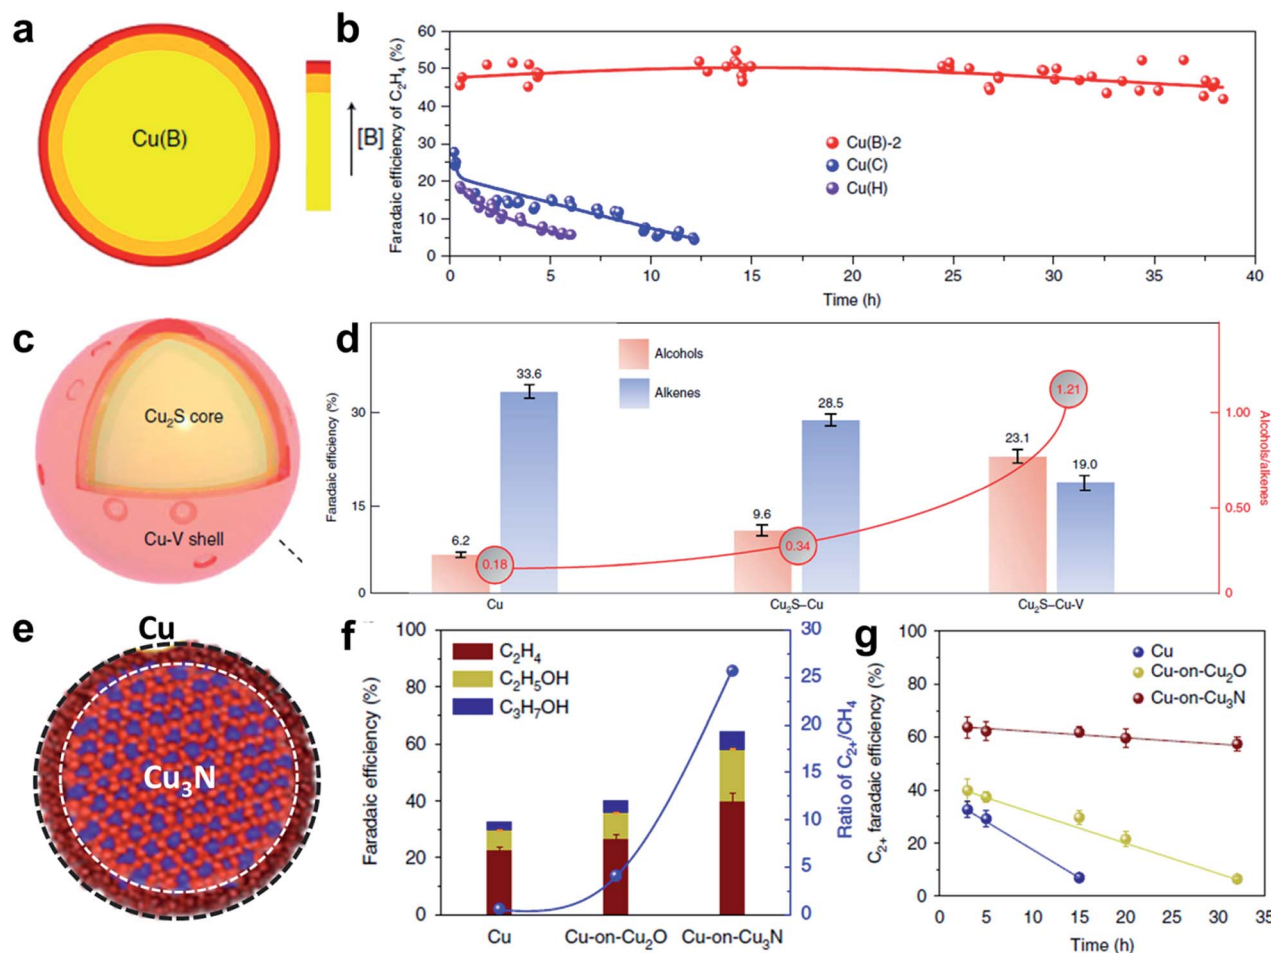 a
Cu(B)
[B]
b
Faradaic efficiency of C₂H₄ (%)
60
50
40
30
20
10
0
Cu(B)-2
Cu(C)
Cu(H)
0 5 10 15 20 25 30 35 40
Time (h)
c
Cu₂S core
Cu-V shell
d
Faradaic efficiency (%)
30
15
0
Alcohols
Alkenes
6.2
33.6
0.18
9.6
28.5
0.34
23.1
19.0
1.21
Cu
Cu₂S–Cu
Cu₂S–Cu-V
1.00
0.50
0
Alcohols/alkenes
e
Cu
Cu₃N
f
Faradaic efficiency (%)
100
80
60
40
20
0
C₂H₄
C₂H₅OH
C₃H₇OH
Cu Cu-on-Cu₂O Cu-on-Cu₃N
30
25
20
15
10
5
0
Ratio of C₂₊/CH₄
g
C₂₊ faradaic efficiency (%)
100
80
60
40
20
0
Cu
Cu-on-Cu₂O
Cu-on-Cu₃N
0 5 10 15 20 25 30 35
Time (h)